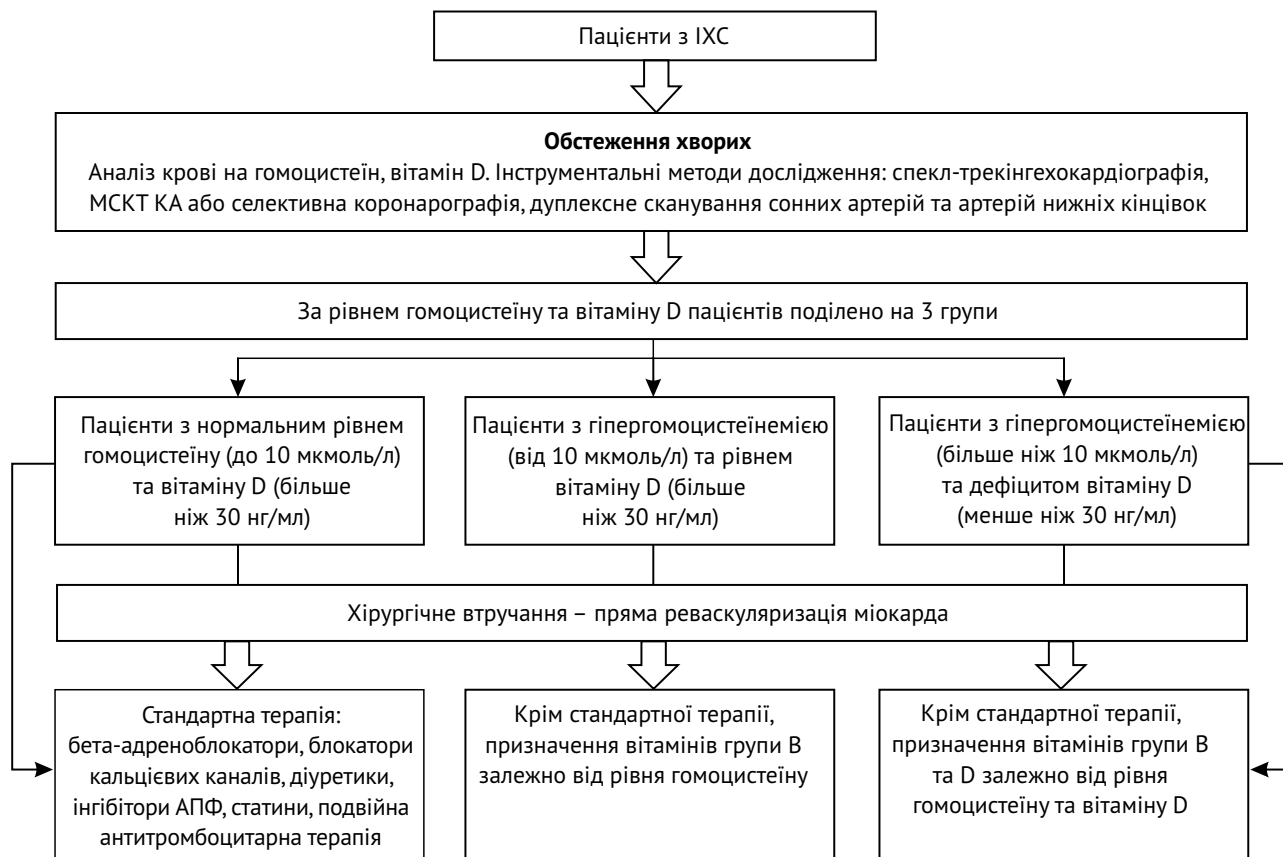 Пацієнти з ІХС
Обстеження хворих
Аналіз крові на гомоцистеїн, вітамін D. Інструментальні методи дослідження: спекл-трекінгехокардіографія,
МСКТ КА або селективна коронарографія, дуплексне сканування сонних артерій та артерій нижніх кінцівок
За рівнем гомоцистеїну та вітаміну D пацієнтів поділено на 3 групи
Пацієнти з нормальним рівнем
гомоцистеїну (до 10 мкмоль/л)
та вітаміну D (більше
ніж 30 нг/мл)
Пацієнти з гіпергомоцистеїнемією
(від 10 мкмоль/л) та рівнем
вітаміну D (більше
ніж 30 нг/мл)
Пацієнти з гіпергомоцистеїнемією
(більше ніж 10 мкмоль/л)
та дефіцитом вітаміну D
(менше ніж 30 нг/мл)
Хірургічне втручання – пряма реваскуляризація міокарда
Стандартна терапія:
бета-адреноблокатори, блокатори
кальцієвих каналів, діуретики,
інгібітори АПФ, статини, подвійна
антитромбоцитарна терапія
Крім стандартної терапії,
призначення вітамінів групи В
залежно від рівня гомоцистеїну
Крім стандартної терапії,
призначення вітамінів групи В
та D залежно від рівня
гомоцистеїну та вітаміну D